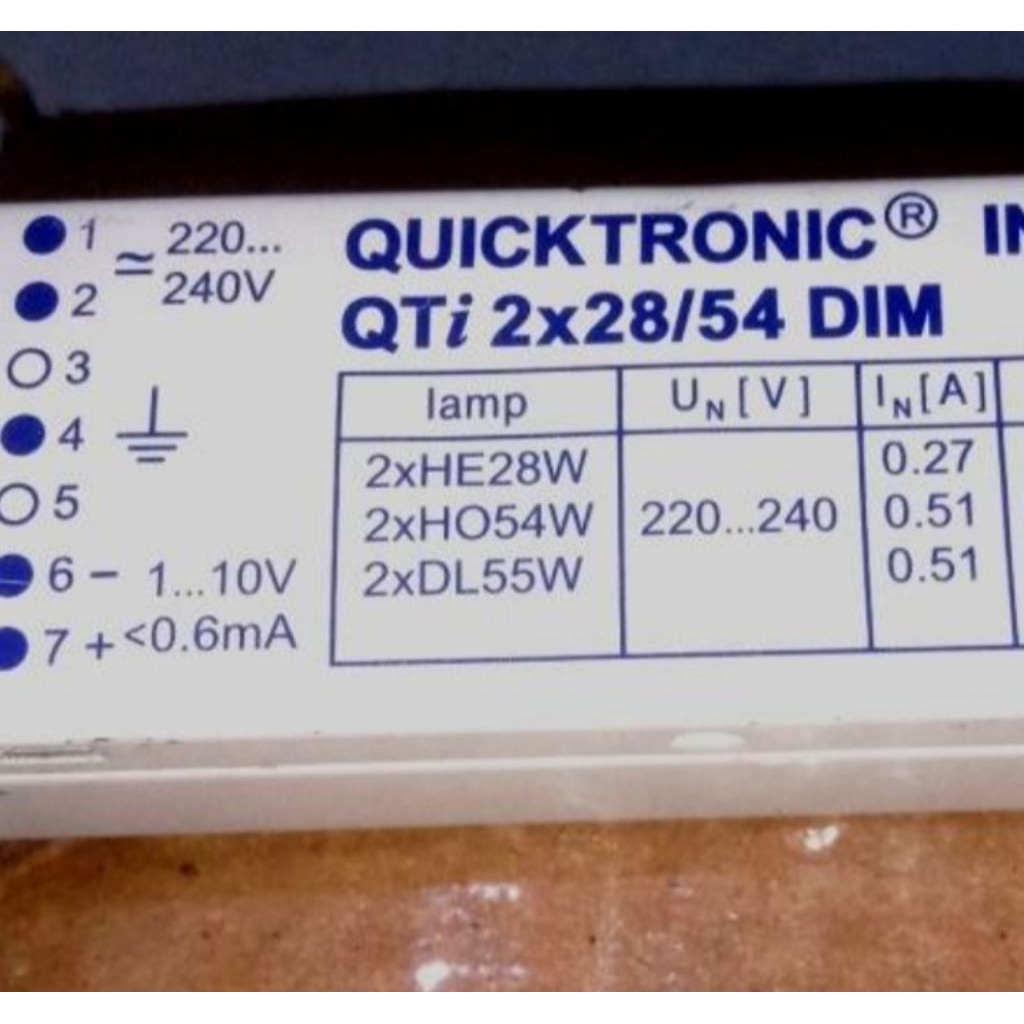 1 ≃ 220...
2 240V
3
4
5
6 – 1...10V
7 + <0.6mA
QUICKTRONIC® IN
QTi 2x28/54 DIM
lamp U_N [V] I_N [A]
2xHE28W 0.27
2xHO54W 220...240 0.51
2xDL55W 0.51